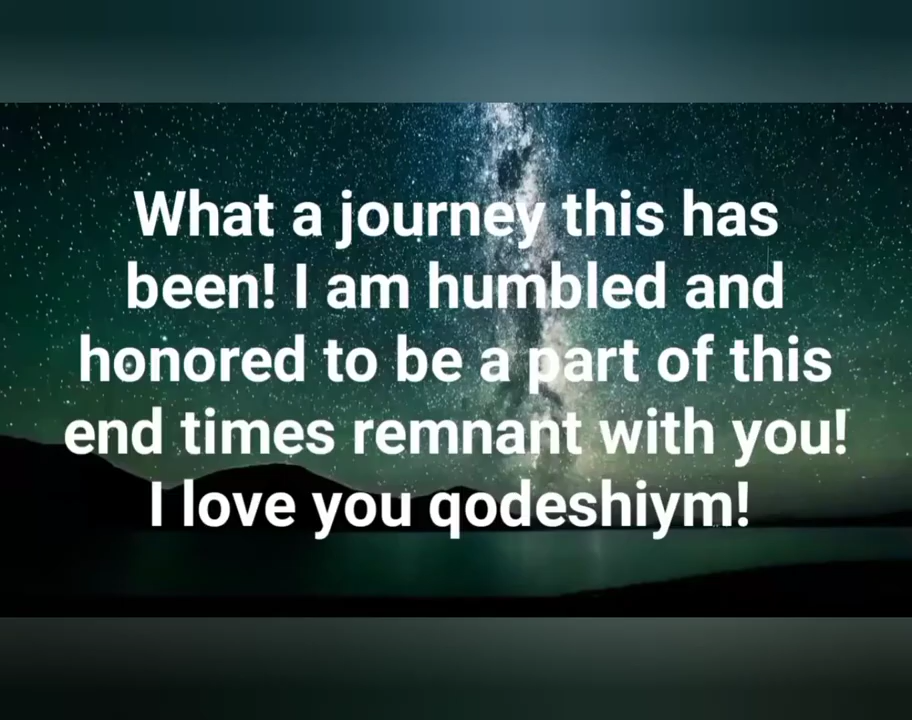 What a journey this has
been! I am humbled and
honored to be a part of this
end times remnant with you!
I love you qodeshiym!